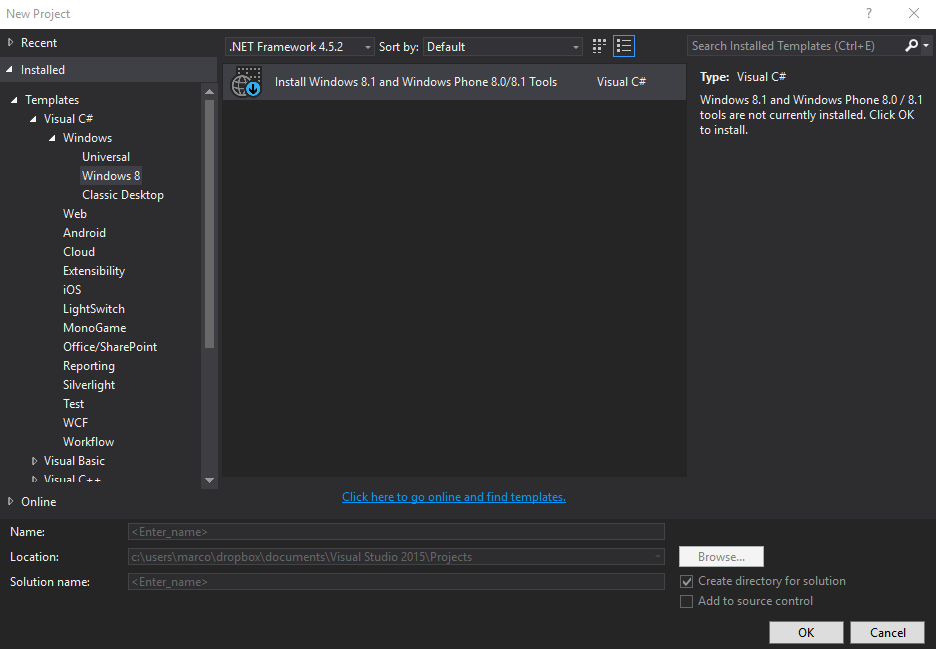 New Project
?
Recent
Installed
Templates
Visual C#
Windows
Universal
Windows 8
Classic Desktop
Web
Android
Cloud
Extensibility
iOS
LightSwitch
MonoGame
Office/SharePoint
Reporting
Silverlight
Test
WCF
Workflow
Visual Basic
Visual C++
Online
.NET Framework 4.5.2
Sort by: Default
Install Windows 8.1 and Windows Phone 8.0/8.1 Tools Visual C#
Click here to go online and find templates.
Search Installed Templates (Ctrl+E)
Type: Visual C#
Windows 8.1 and Windows Phone 8.0 / 8.1
tools are not currently installed. Click OK
to install.
Name: <Enter_name>
Location: c:\users\marco\dropbox\documents\Visual Studio 2015\Projects
Browse...
Solution name: <Enter_name>
Create directory for solution
Add to source control
OK
Cancel